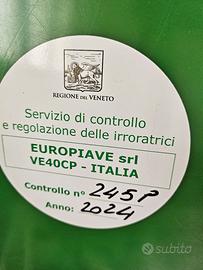 REGIONE DEL VENETO
Servizio di controllo
e regolazione delle irroratrici
EUROPIAVE srl
VE40CP - ITALIA
Controllo n° 245P
Anno: 2024
subito